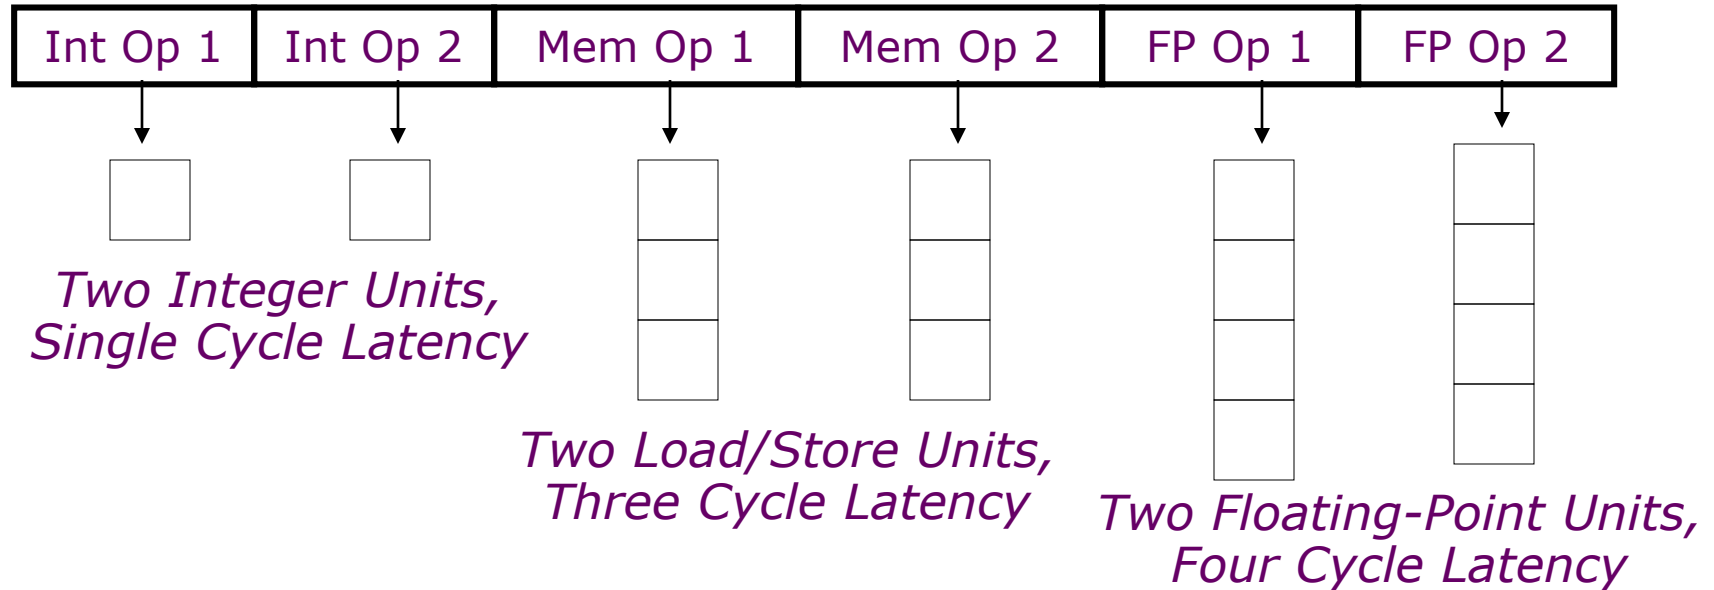 Int Op 1 Int Op 2 Mem Op 1 Mem Op 2 FP Op 1 FP Op 2
Two Integer Units,
Single Cycle Latency
Two Load/Store Units,
Three Cycle Latency
Two Floating-Point Units,
Four Cycle Latency